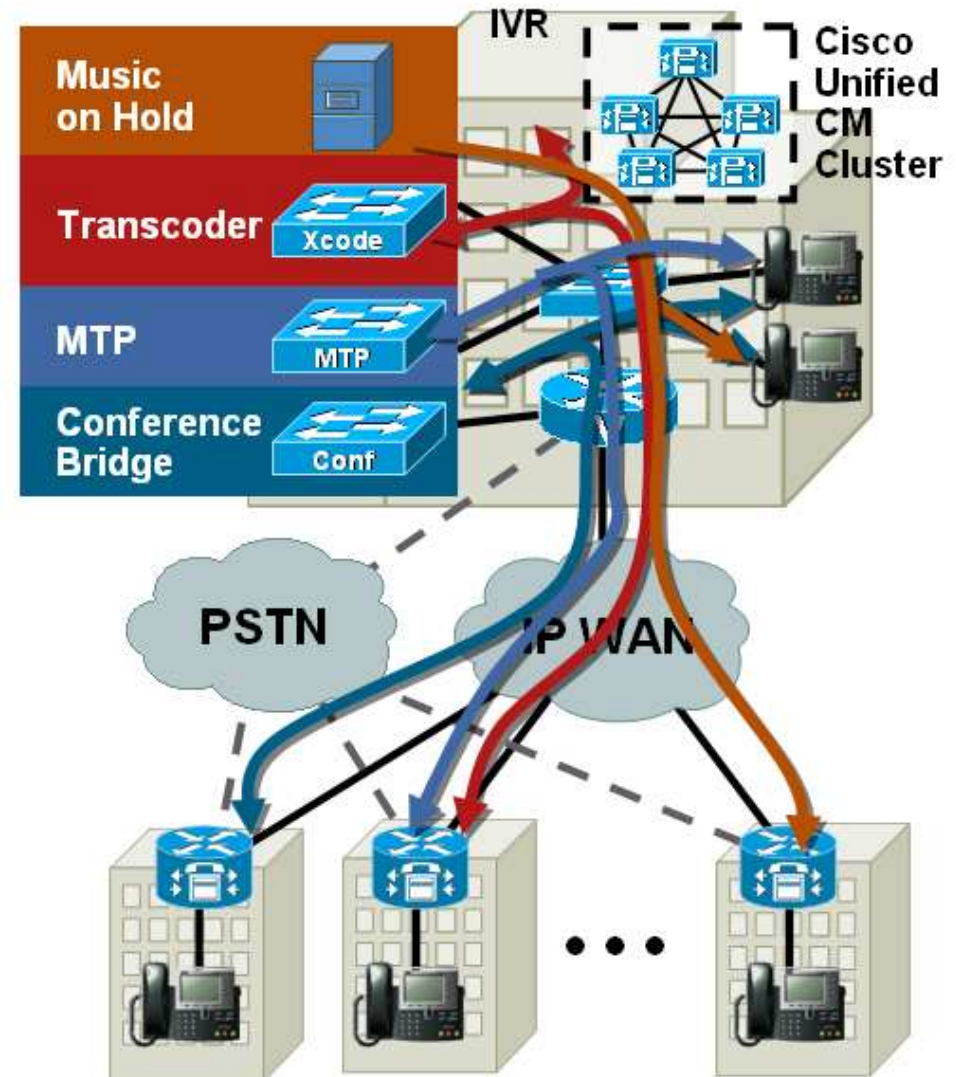 IVR
Cisco
Unified
CM
Cluster
Music
on Hold
Transcoder
Xcode
MTP
MTP
Conference
Bridge
Conf
PSTN
IP WAN